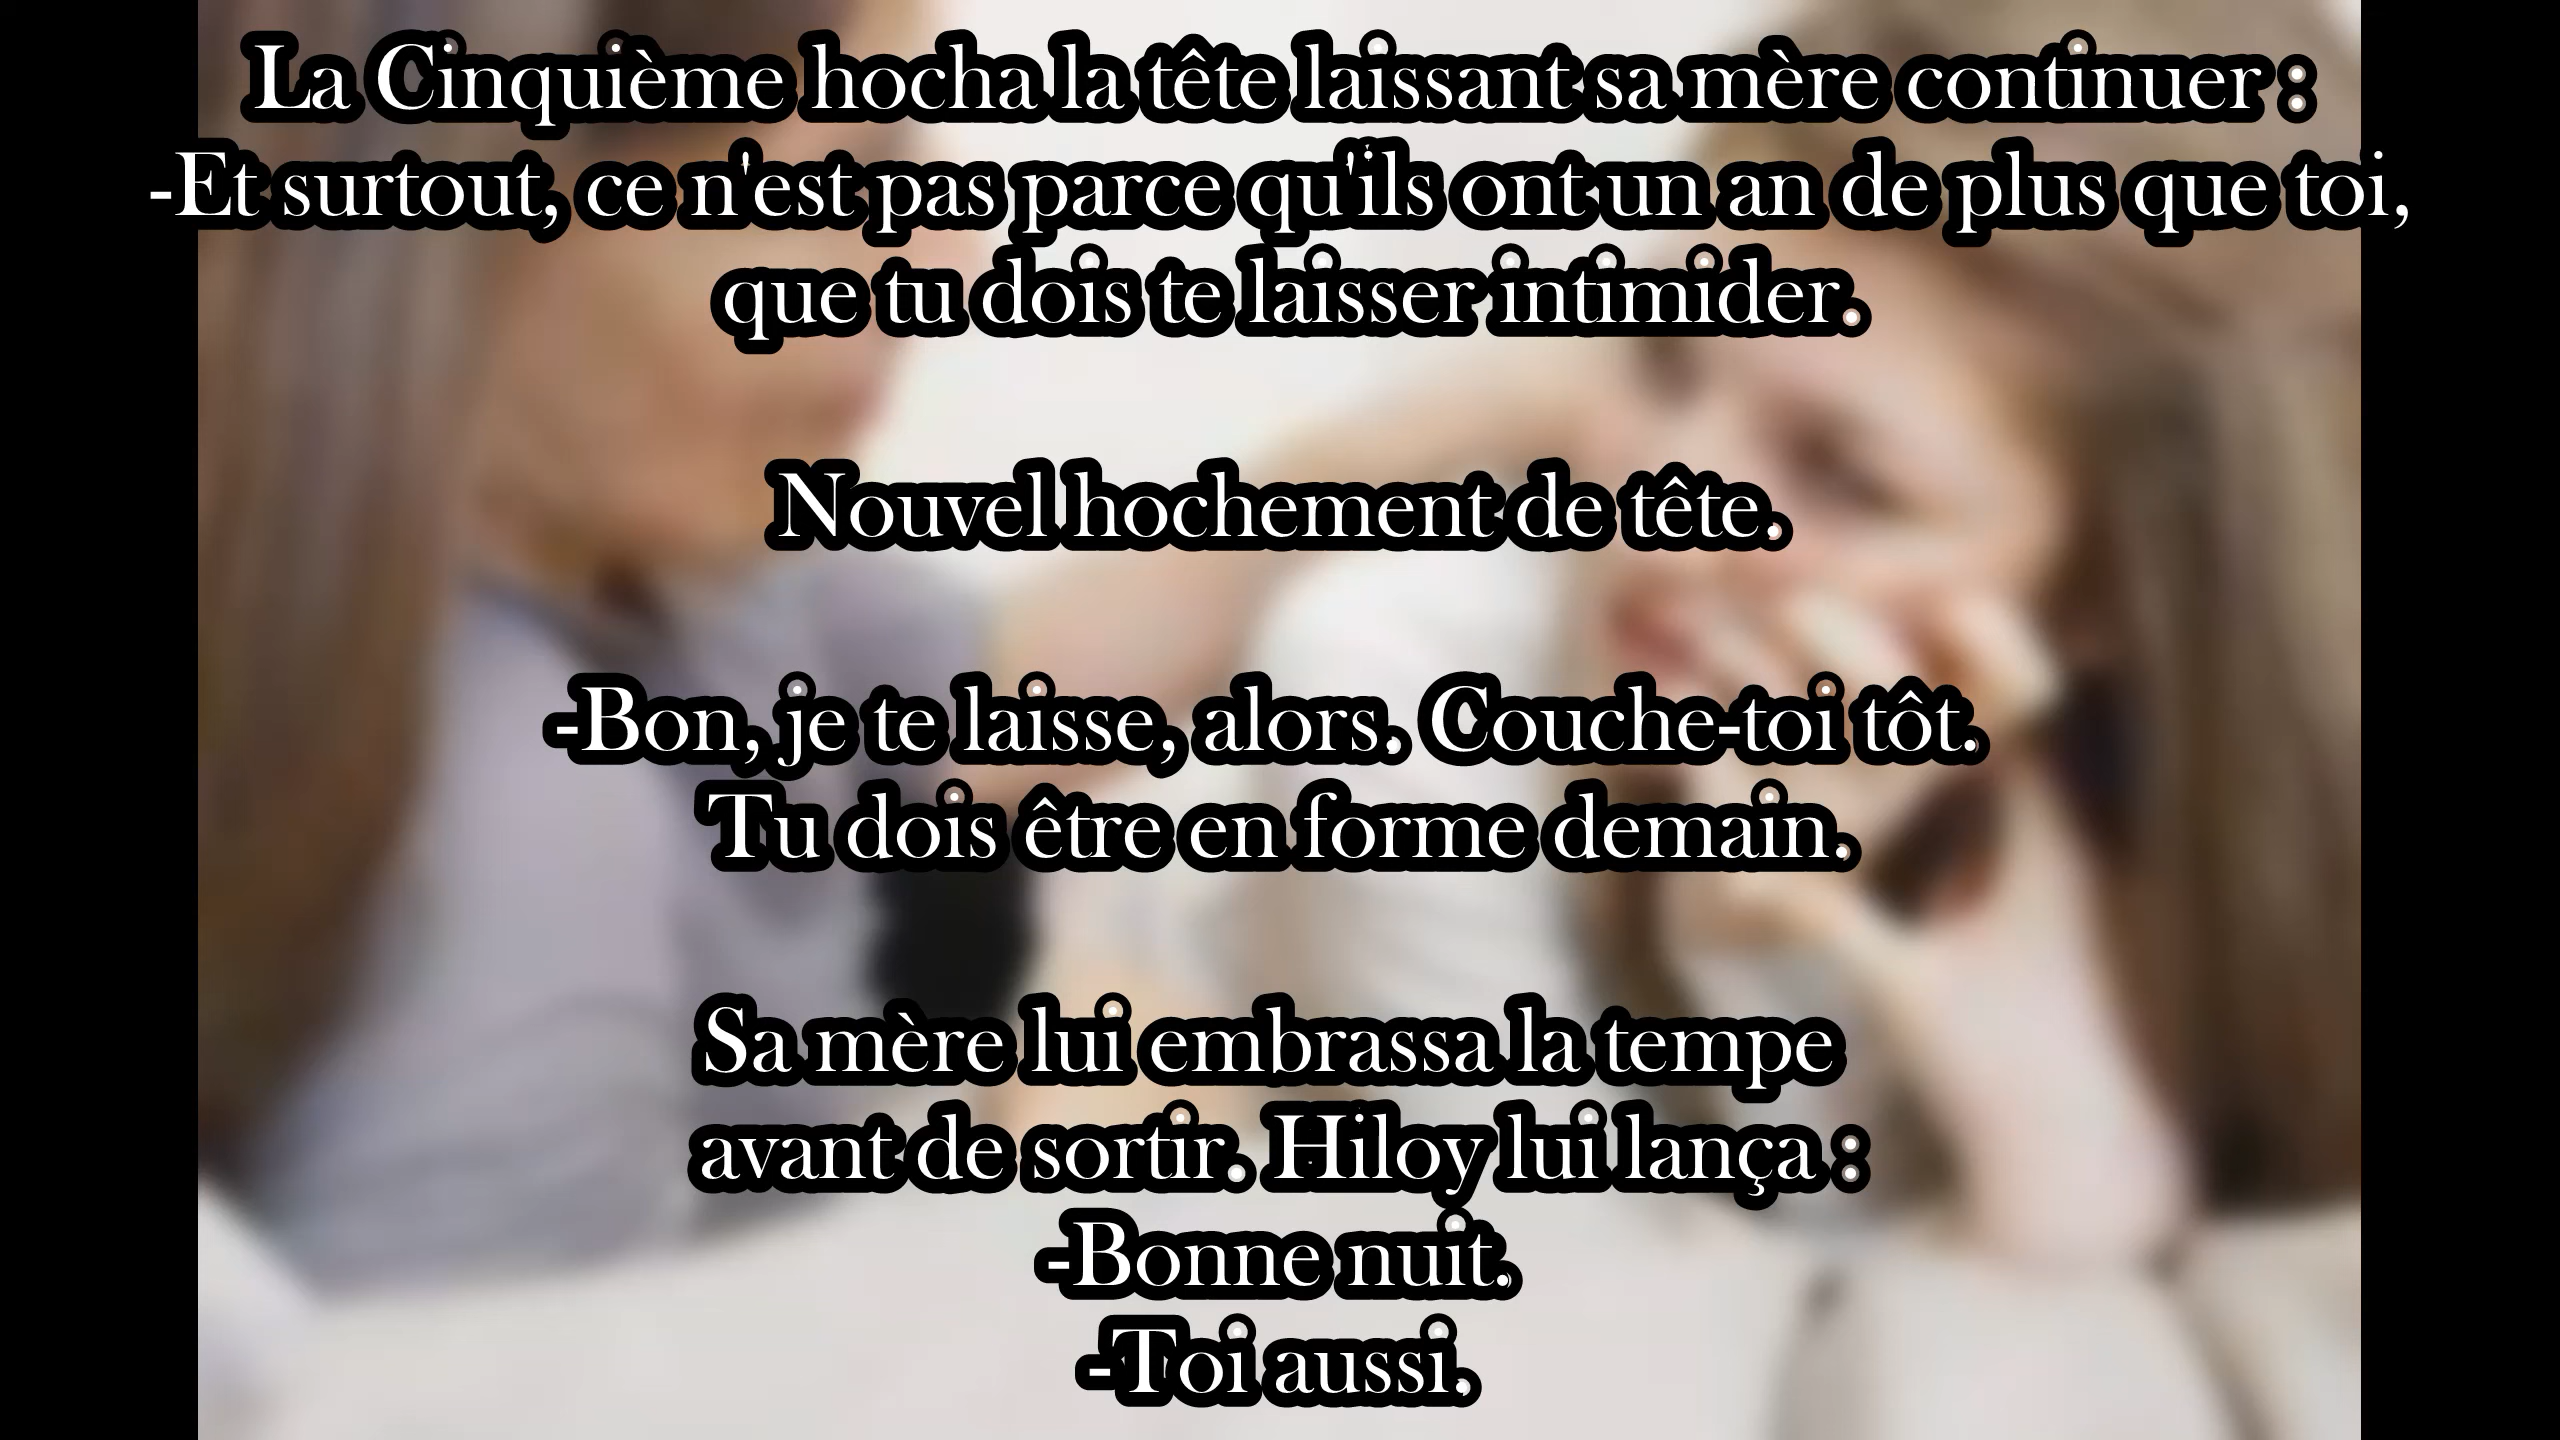 La Cinquième hocha la tête laissant sa mère continuer :
-Et surtout, ce n'est pas parce qu'ils ont un an de plus que toi,
que tu dois te laisser intimider.
Nouvel hochement de tête.
-Bon, je te laisse, alors. Couche-toi tôt.
Tu dois être en forme demain.
Sa mère lui embrassa la tempe
avant de sortir. Hiloy lui lança :
-Bonne nuit.
-Toi aussi.